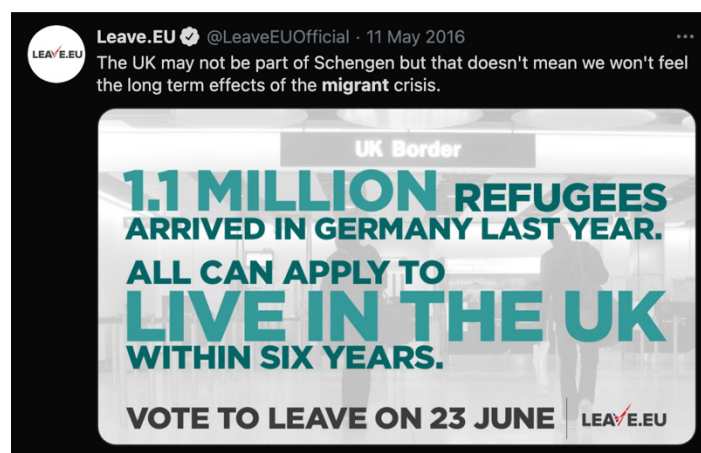 LEAVE.EU
Leave.EU @LeaveEUOfficial · 11 May 2016
The UK may not be part of Schengen but that doesn't mean we won't feel
the long term effects of the migrant crisis.
UK Border
1.1 MILLION REFUGEES
ARRIVED IN GERMANY LAST YEAR.
ALL CAN APPLY TO
LIVE IN THE UK
WITHIN SIX YEARS.
VOTE TO LEAVE ON 23 JUNE
LEAVE.EU